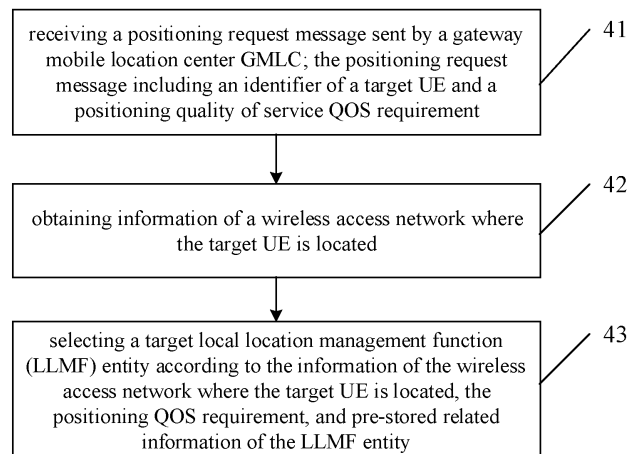 receiving a positioning request message sent by a gateway
mobile location center GMLC; the positioning request
message including an identifier of a target UE and a
positioning quality of service QOS requirement
41
obtaining information of a wireless access network where
the target UE is located
42
selecting a target local location management function
(LLMF) entity according to the information of the wireless
access network where the target UE is located, the
positioning QOS requirement, and pre-stored related
information of the LLMF entity
43